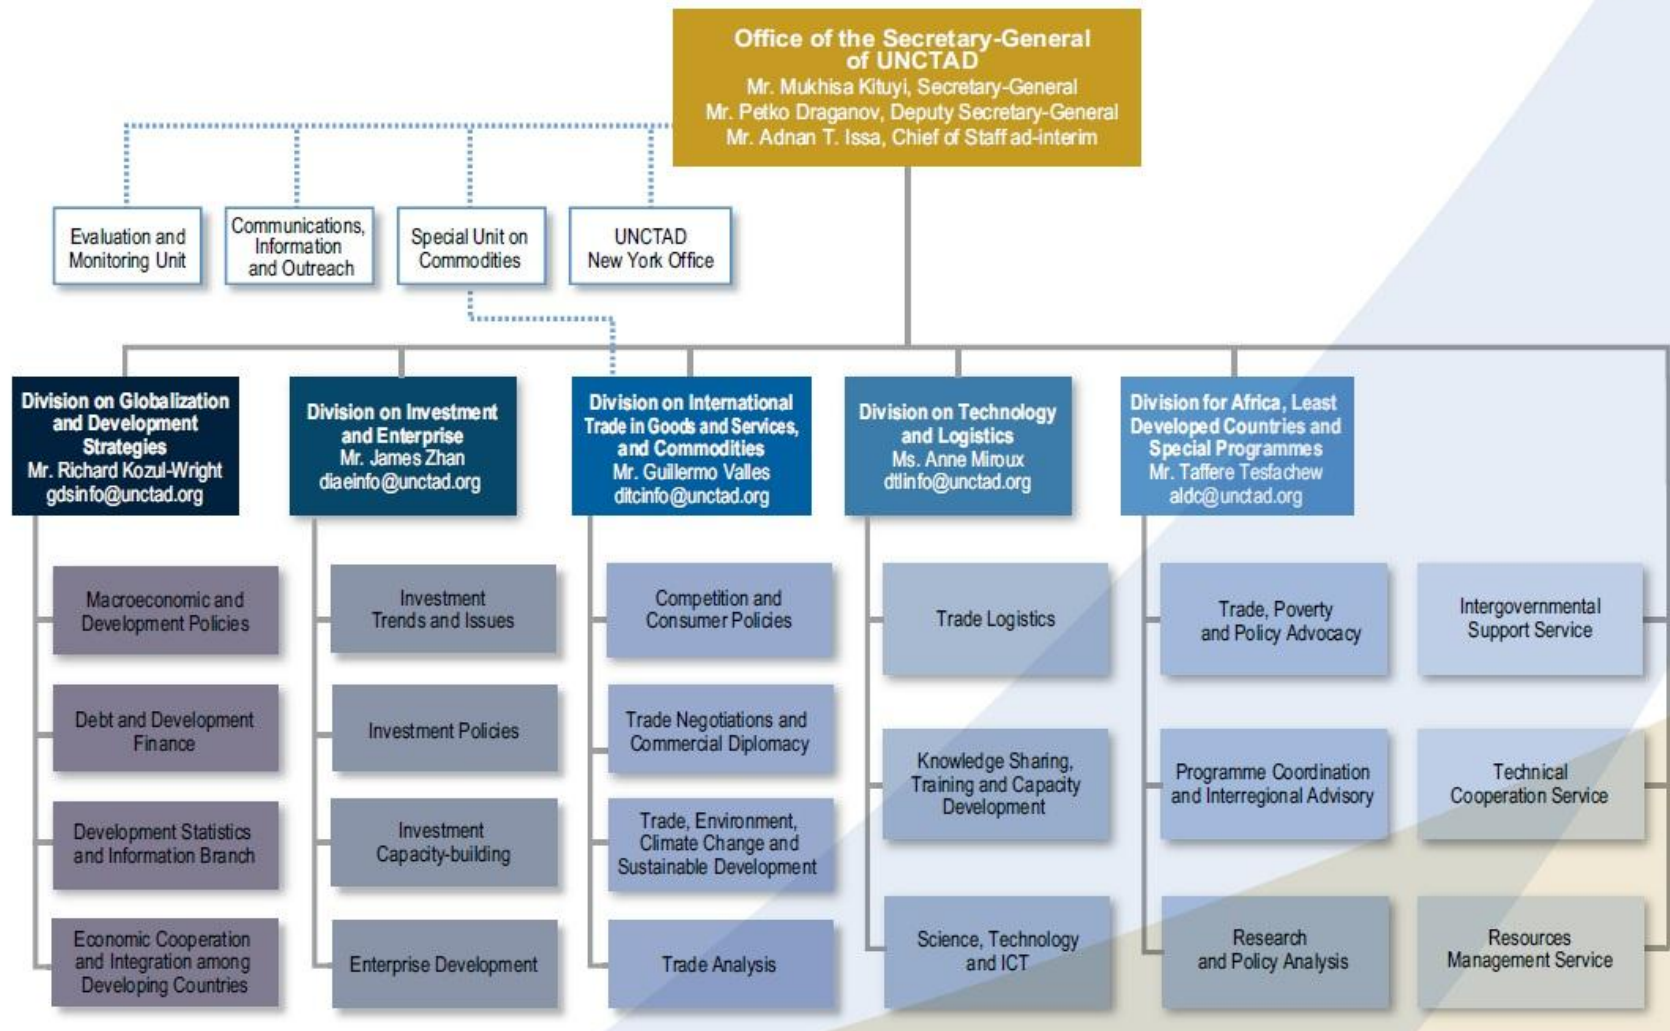 Office of the Secretary-General
of UNCTAD
Mr. Mukhisa Kituyi, Secretary-General
Mr. Petko Draganov, Deputy Secretary-General
Mr. Adnan T. Issa, Chief of Staff ad-interim
Evaluation and
Monitoring Unit
Communications,
Information
and Outreach
Special Unit on
Commodities
UNCTAD
New York Office
Division on Globalization
and Development
Strategies
Mr. Richard Kozul-Wright
gdsinfo@unctad.org
Division on Investment
and Enterprise
Mr. James Zhan
diaeinfo@unctad.org
Division on International
Trade in Goods and Services,
and Commodities
Mr. Guillermo Valles
ditcinfo@unctad.org
Division on Technology
and Logistics
Ms. Anne Miroux
dtlinfo@unctad.org
Division for Africa, Least
Developed Countries and
Special Programmes
Mr. Taffere Tesfachew
aldc@unctad.org
Macroeconomic and
Development Policies
Debt and Development
Finance
Development Statistics
and Information Branch
Economic Cooperation
and Integration among
Developing Countries
Investment
Trends and Issues
Investment Policies
Investment
Capacity-building
Enterprise Development
Competition and
Consumer Policies
Trade Negotiations and
Commercial Diplomacy
Trade, Environment,
Climate Change and
Sustainable Development
Trade Analysis
Trade Logistics
Knowledge Sharing,
Training and Capacity
Development
Science, Technology
and ICT
Trade, Poverty
and Policy Advocacy
Programme Coordination
and Interregional Advisory
Research
and Policy Analysis
Intergovernmental
Support Service
Technical
Cooperation Service
Resources
Management Service